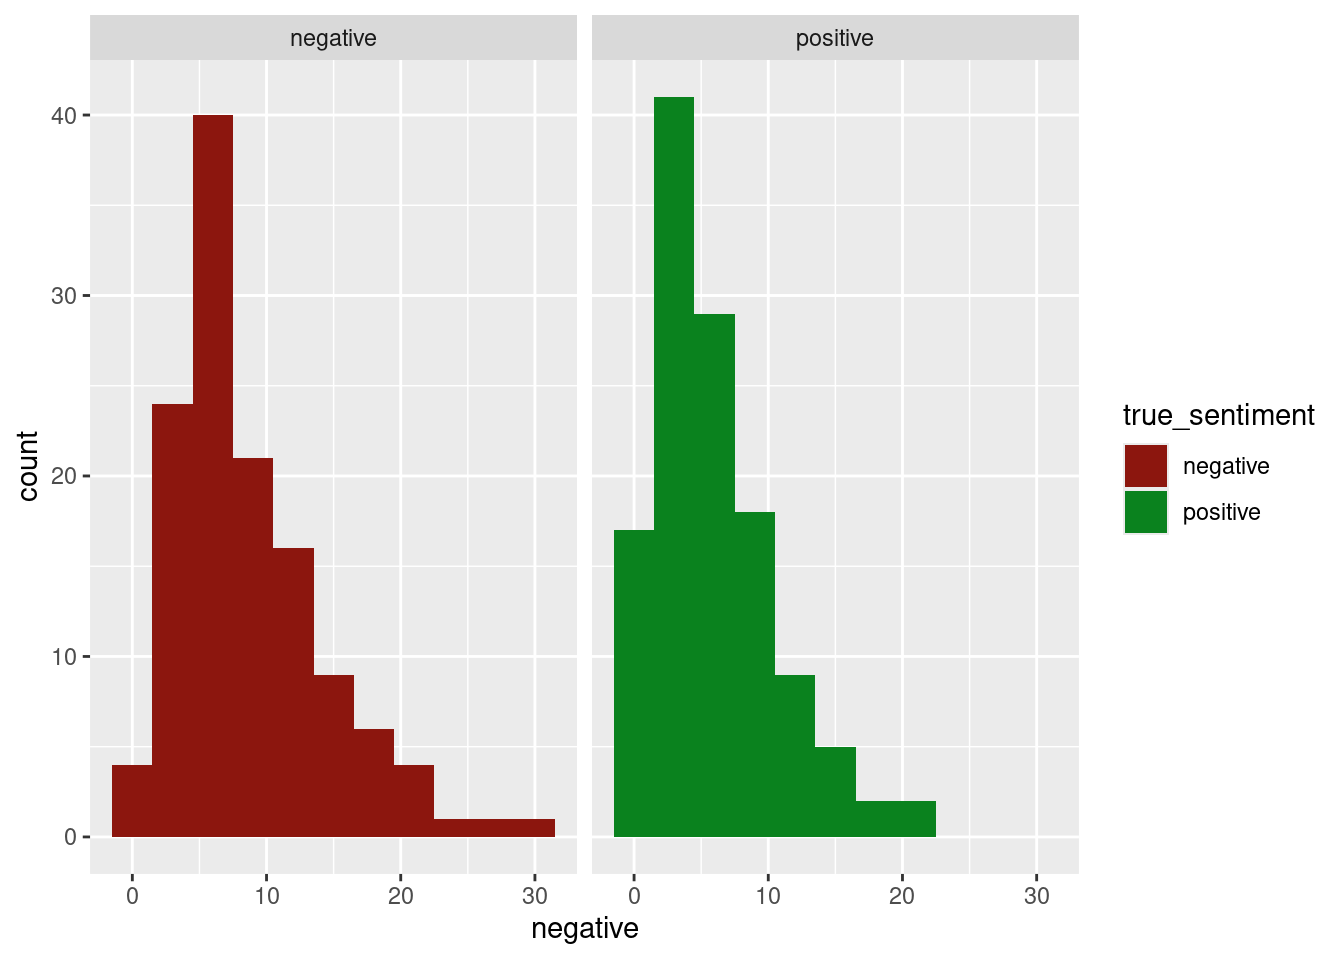 negative
positive
count
40
30
20
10
0
0 10 20 30
0 10 20 30
negative
true_sentiment
negative
positive